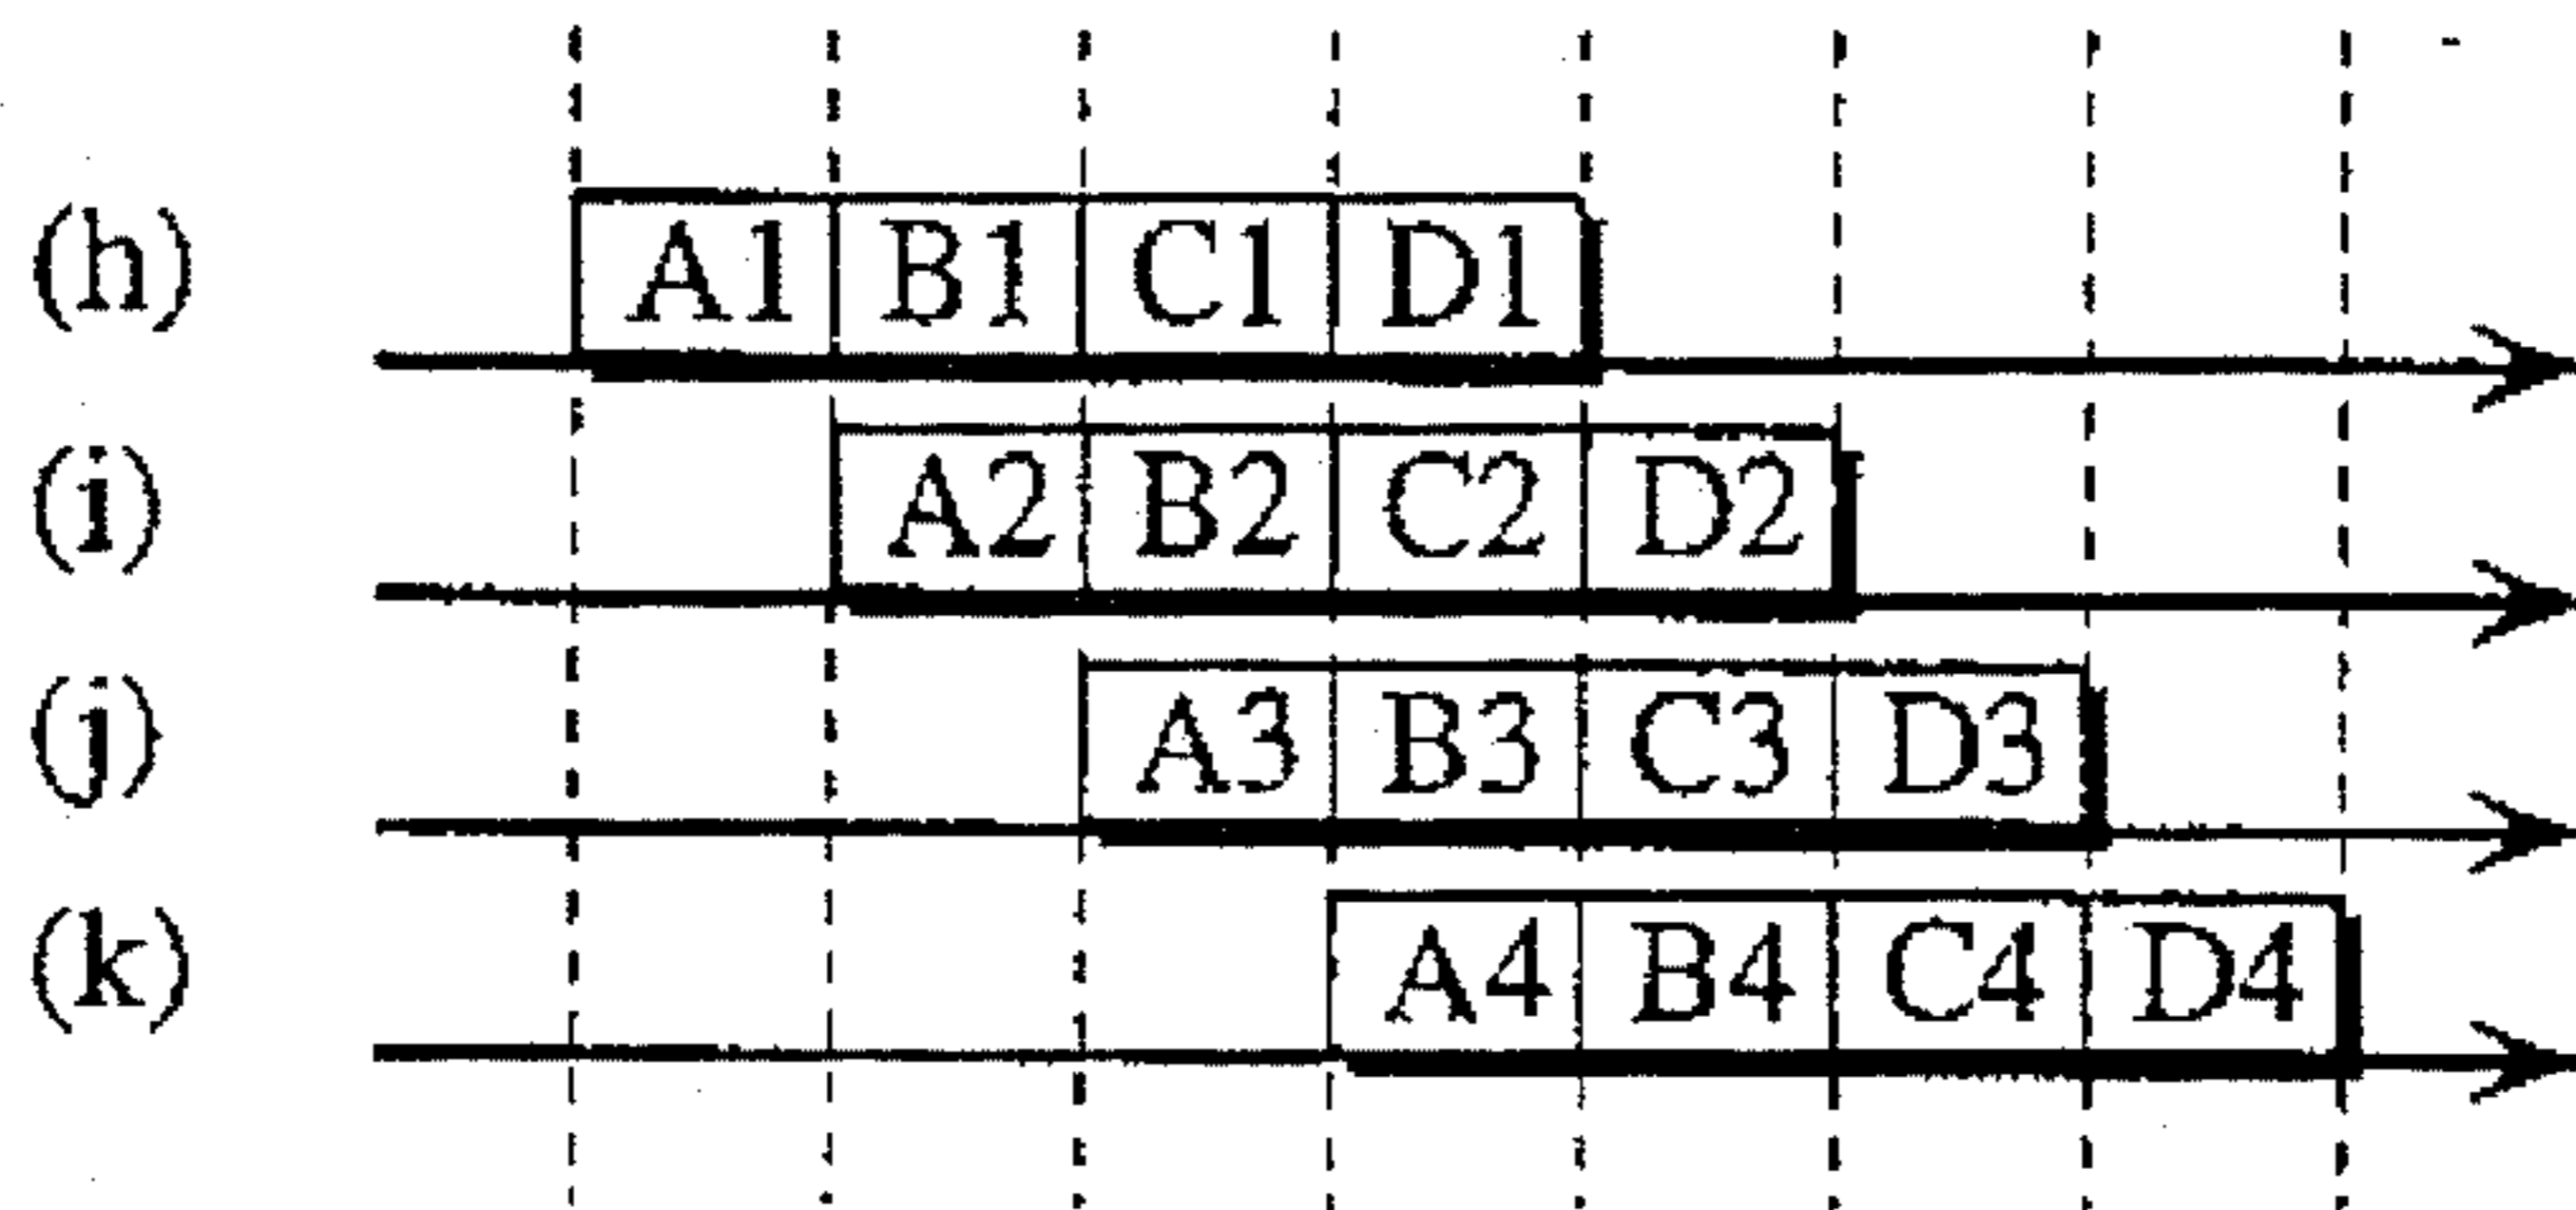 (h) A1 B1 C1 D1
(i) A2 B2 C2 D2
(j) A3 B3 C3 D3
(k) A4 B4 C4 D4